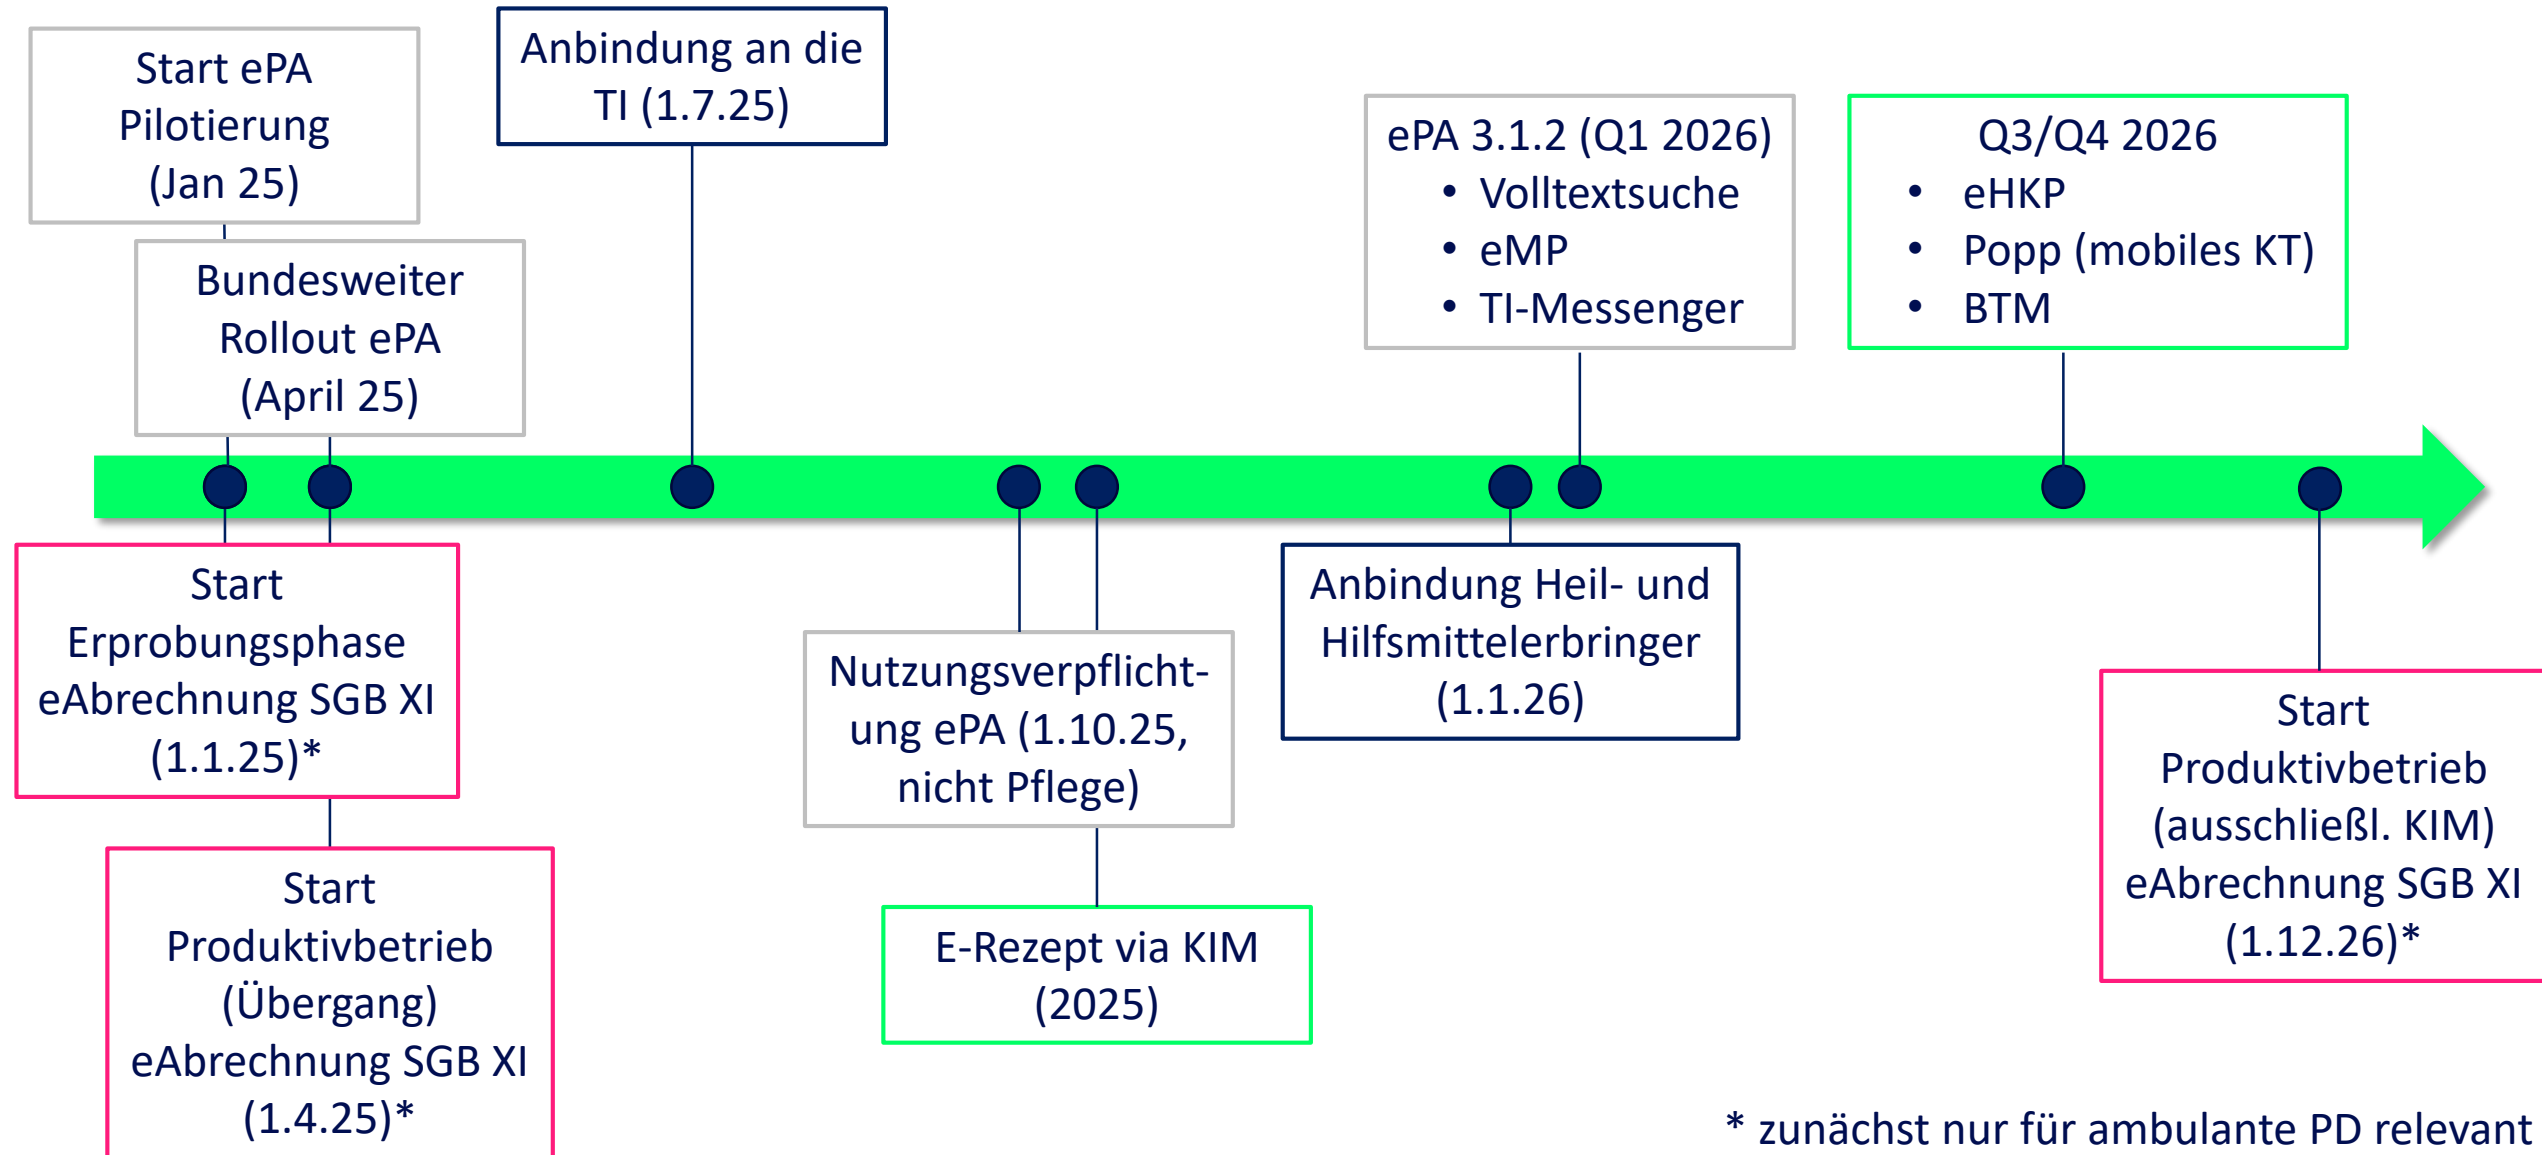 Start ePA
Pilotierung
(Jan 25)
Bundesweiter
Rollout ePA
(April 25)
Anbindung an die
TI (1.7.25)
ePA 3.1.2 (Q1 2026)
• Volltextsuche
• eMP
• TI-Messenger
Q3/Q4 2026
• eHKP
• Popp (mobiles KT)
• BTM
Start
Erprobungsphase
eAbrechnung SGB XI
(1.1.25)*
Start
Produktivbetrieb
(Übergang)
eAbrechnung SGB XI
(1.4.25)*
Nutzungsverpflicht-
ung ePA (1.10.25,
nicht Pflege)
E-Rezept via KIM
(2025)
Anbindung Heil- und
Hilfsmittelerbringer
(1.1.26)
Start
Produktivbetrieb
(ausschließl. KIM)
eAbrechnung SGB XI
(1.12.26)*
* zunächst nur für ambulante PD relevant